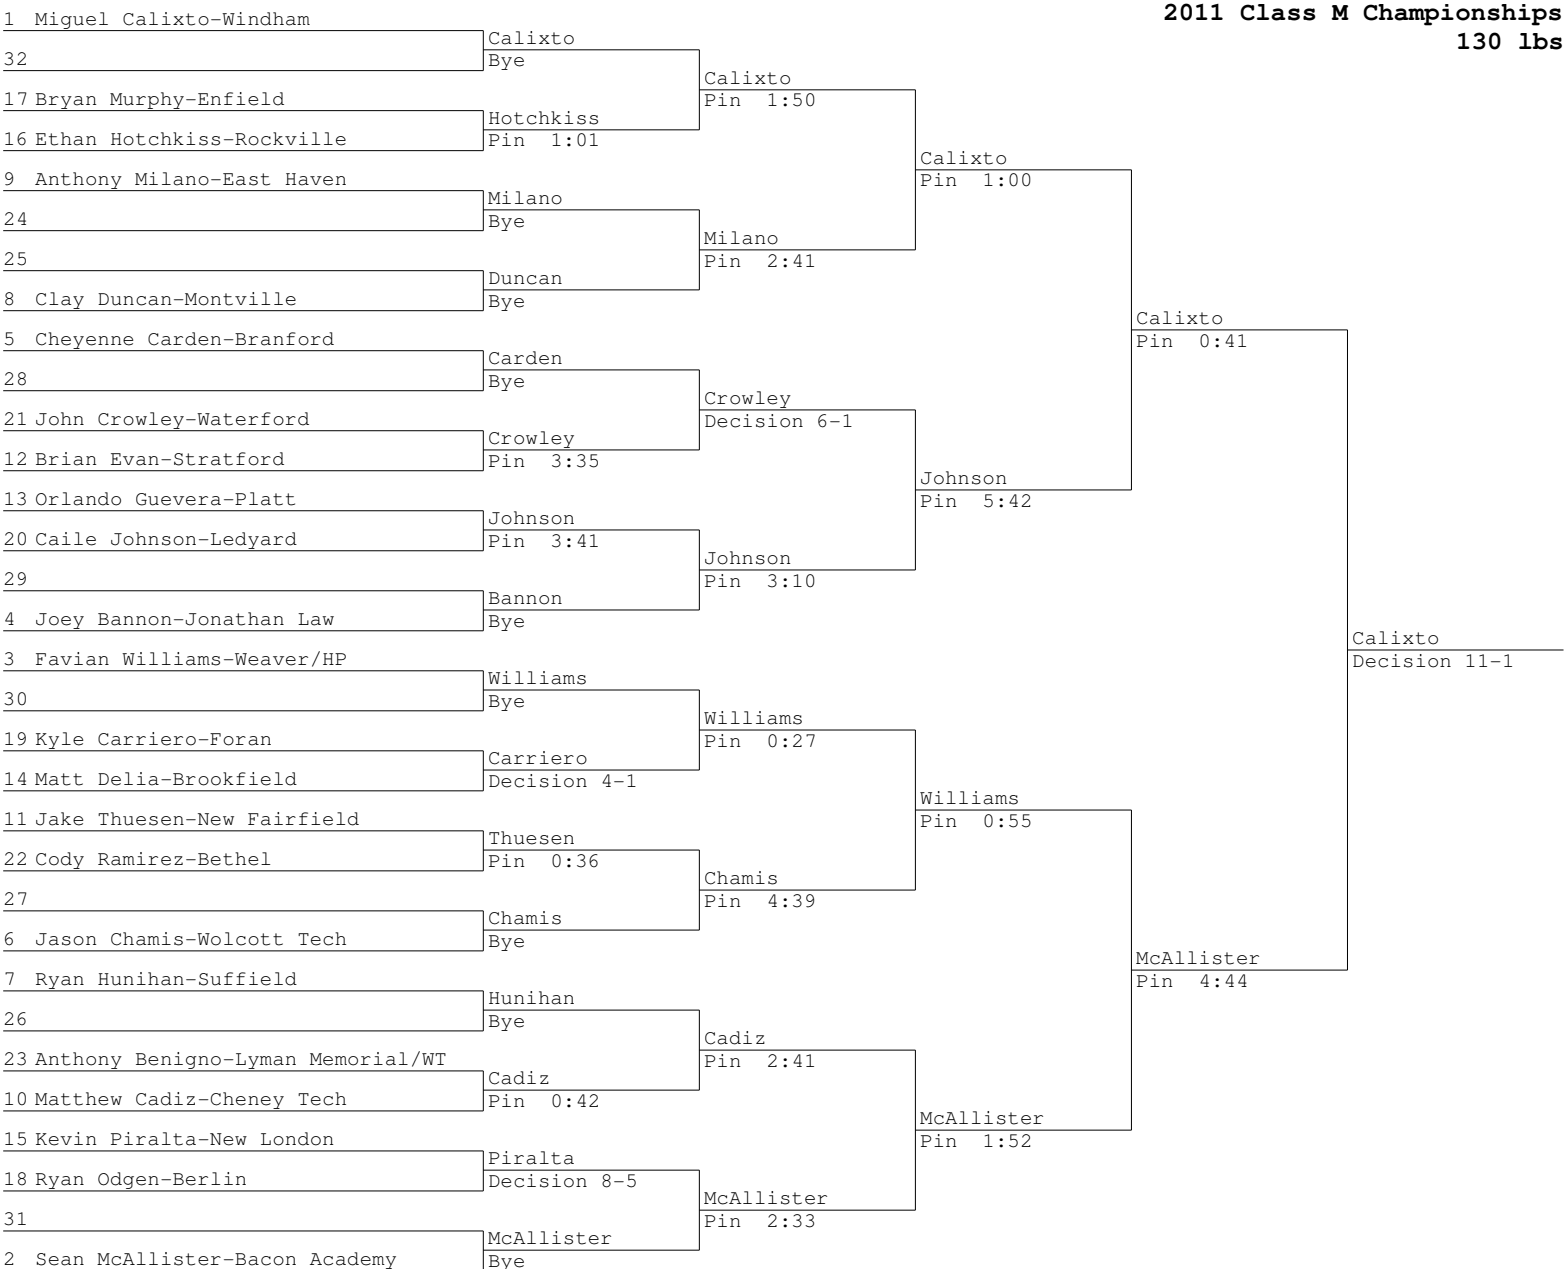 2011 Class M Championships
130 lbs
1 Miguel Calixto-Windham
32
17 Bryan Murphy-Enfield
16 Ethan Hotchkiss-Rockville
9 Anthony Milano-East Haven
24
25
8 Clay Duncan-Montville
5 Cheyenne Carden-Branford
28
21 John Crowley-Waterford
12 Brian Evan-Stratford
13 Orlando Guevera-Platt
20 Caile Johnson-Ledyard
29
4 Joey Bannon-Jonathan Law
3 Favian Williams-Weaver/HP
30
19 Kyle Carriero-Foran
14 Matt Delia-Brookfield
11 Jake Thuesen-New Fairfield
22 Cody Ramirez-Bethel
27
6 Jason Chamis-Wolcott Tech
7 Ryan Hunihan-Suffield
26
23 Anthony Benigno-Lyman Memorial/WT
10 Matthew Cadiz-Cheney Tech
15 Kevin Piralta-New London
18 Ryan Odgen-Berlin
31
2 Sean McAllister-Bacon Academy
Calixto
Bye
Hotchkiss
Pin 1:01
Milano
Bye
Duncan
Bye
Carden
Bye
Crowley
Pin 3:35
Johnson
Pin 3:41
Bannon
Bye
Williams
Bye
Carriero
Decision 4-1
Thuesen
Pin 0:36
Chamis
Bye
Hunihan
Bye
Cadiz
Pin 0:42
Piralta
Decision 8-5
McAllister
Bye
Calixto
Pin 1:50
Milano
Pin 2:41
Crowley
Decision 6-1
Johnson
Pin 3:10
Williams
Pin 0:27
Chamis
Pin 4:39
Cadiz
Pin 2:41
McAllister
Pin 2:33
Calixto
Pin 1:00
Johnson
Pin 5:42
Williams
Pin 0:55
McAllister
Pin 1:52
Calixto
Pin 0:41
McAllister
Pin 4:44
Calixto
Decision 11-1